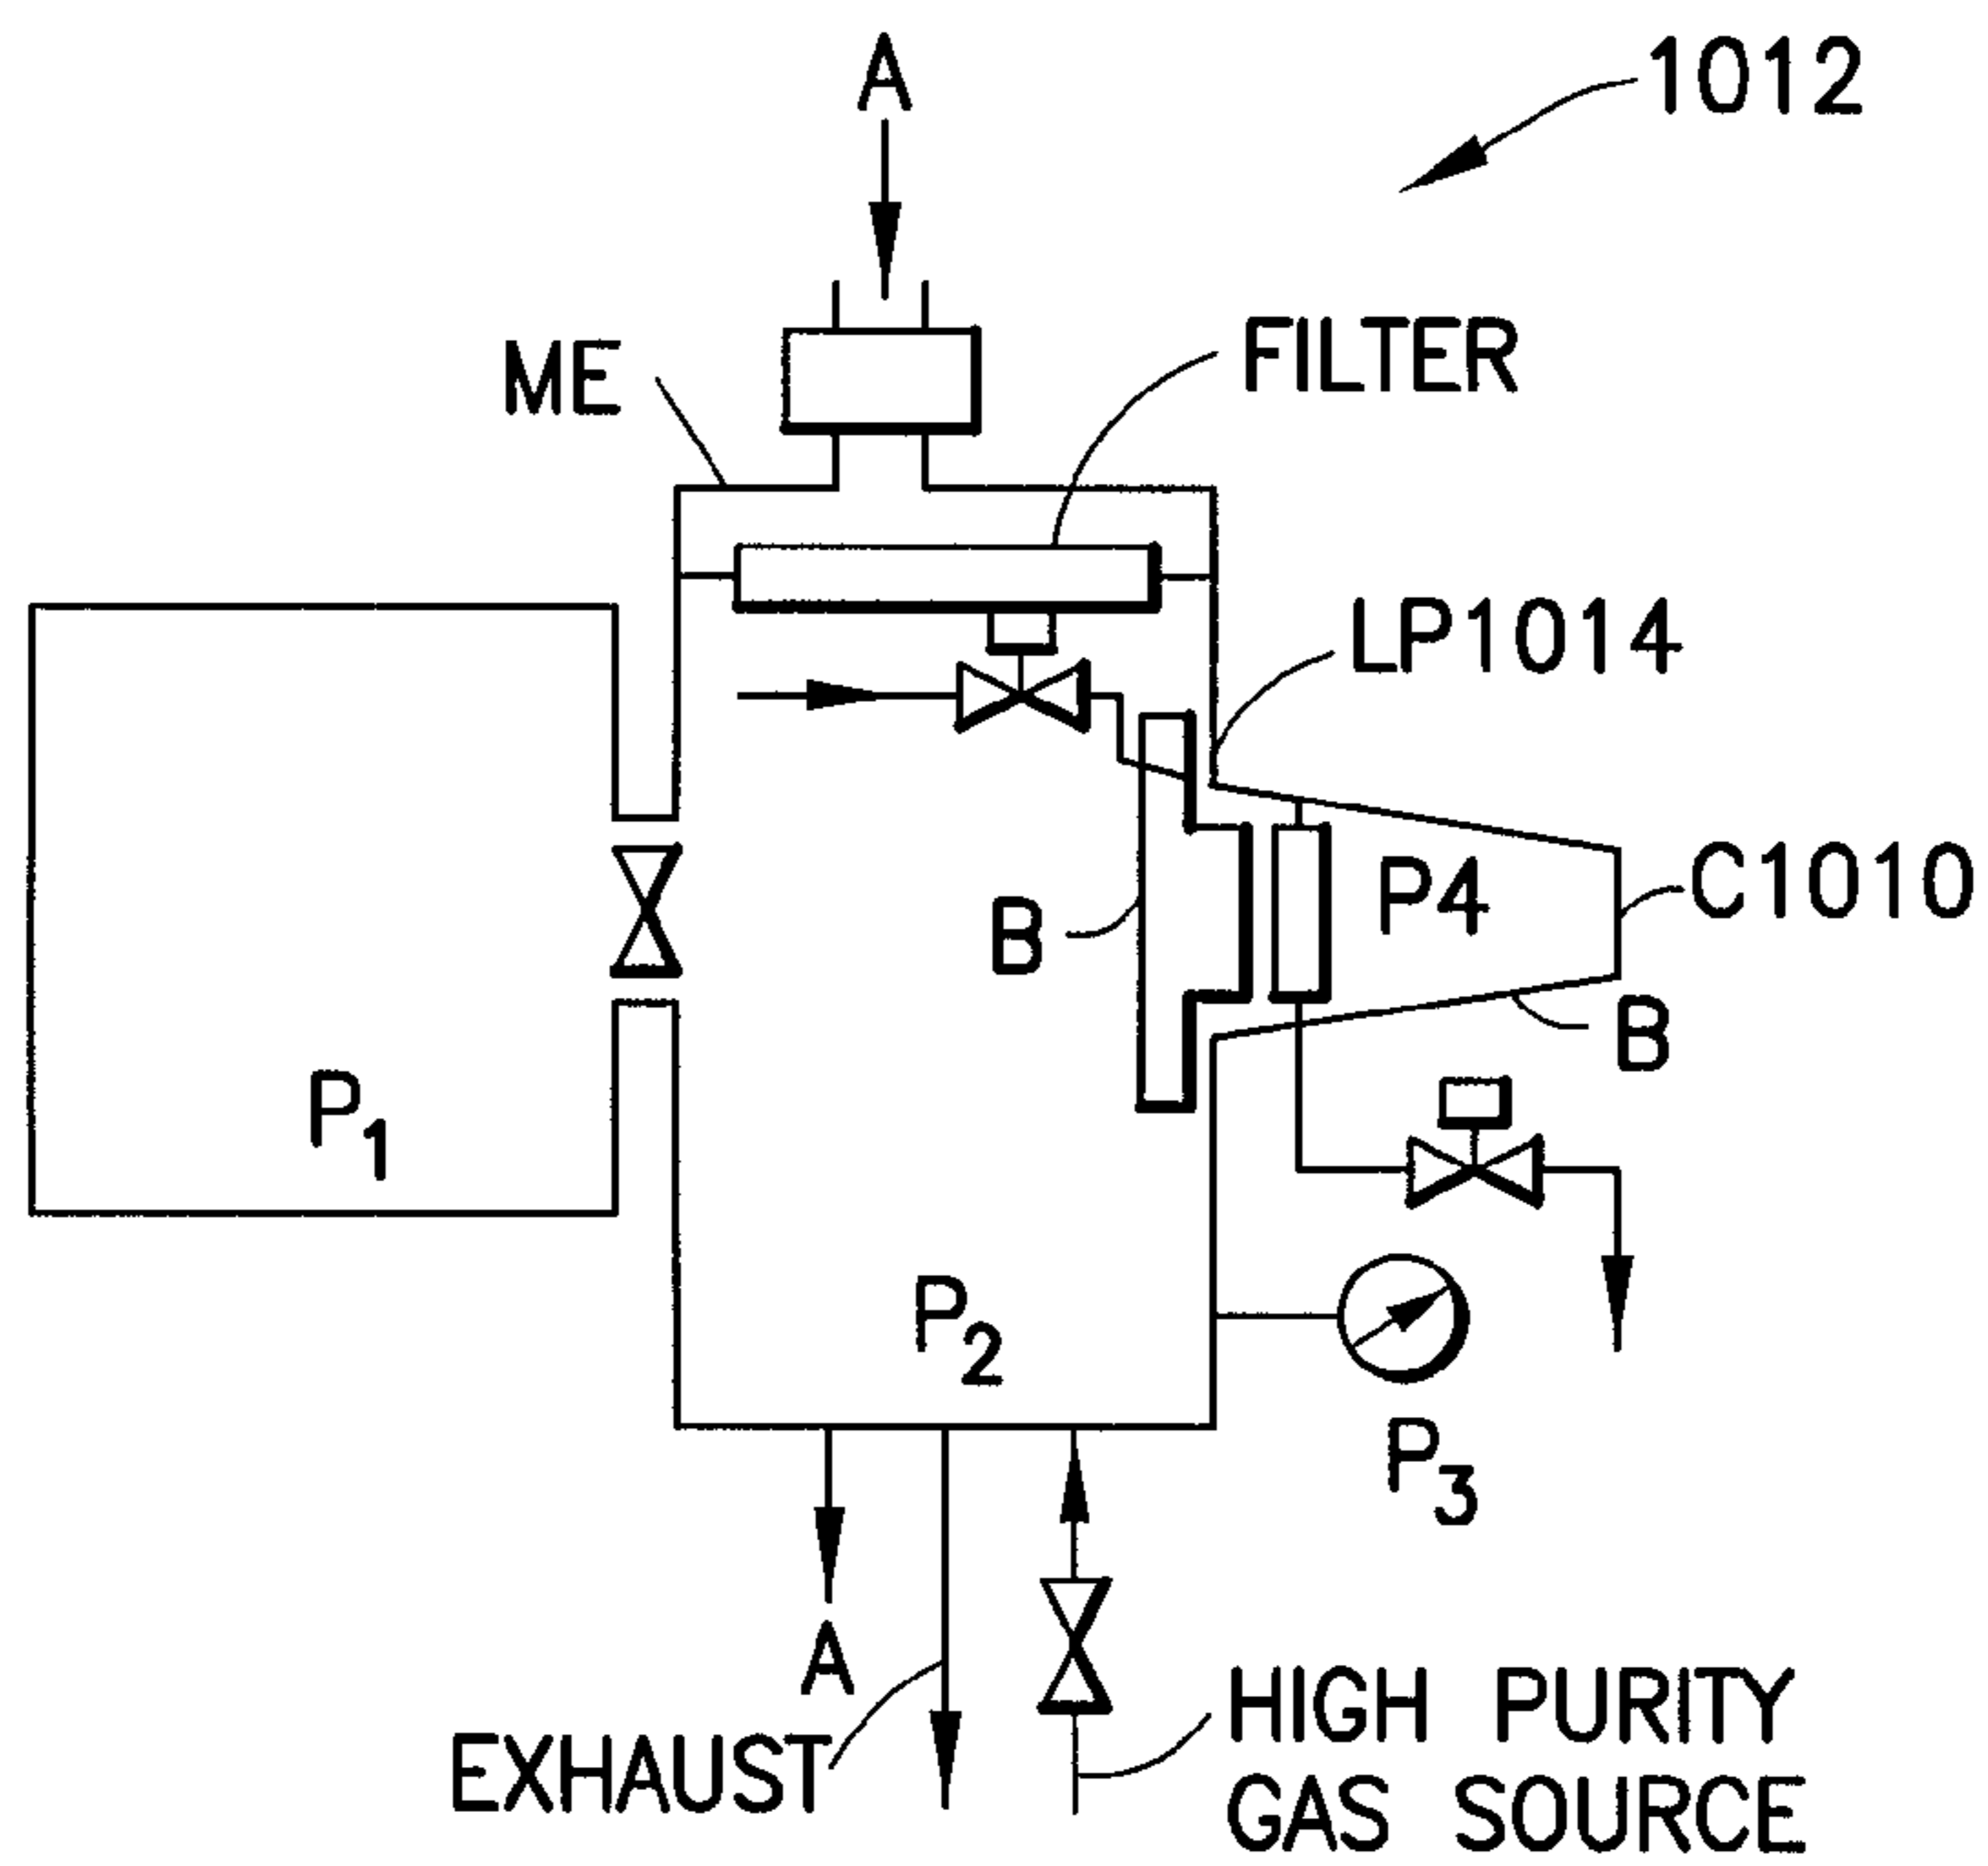 A
1012
ME
FILTER
LP1014
C1010
B
P4
B
P1
P2
P3
A
EXHAUST
HIGH PURITY
GAS SOURCE